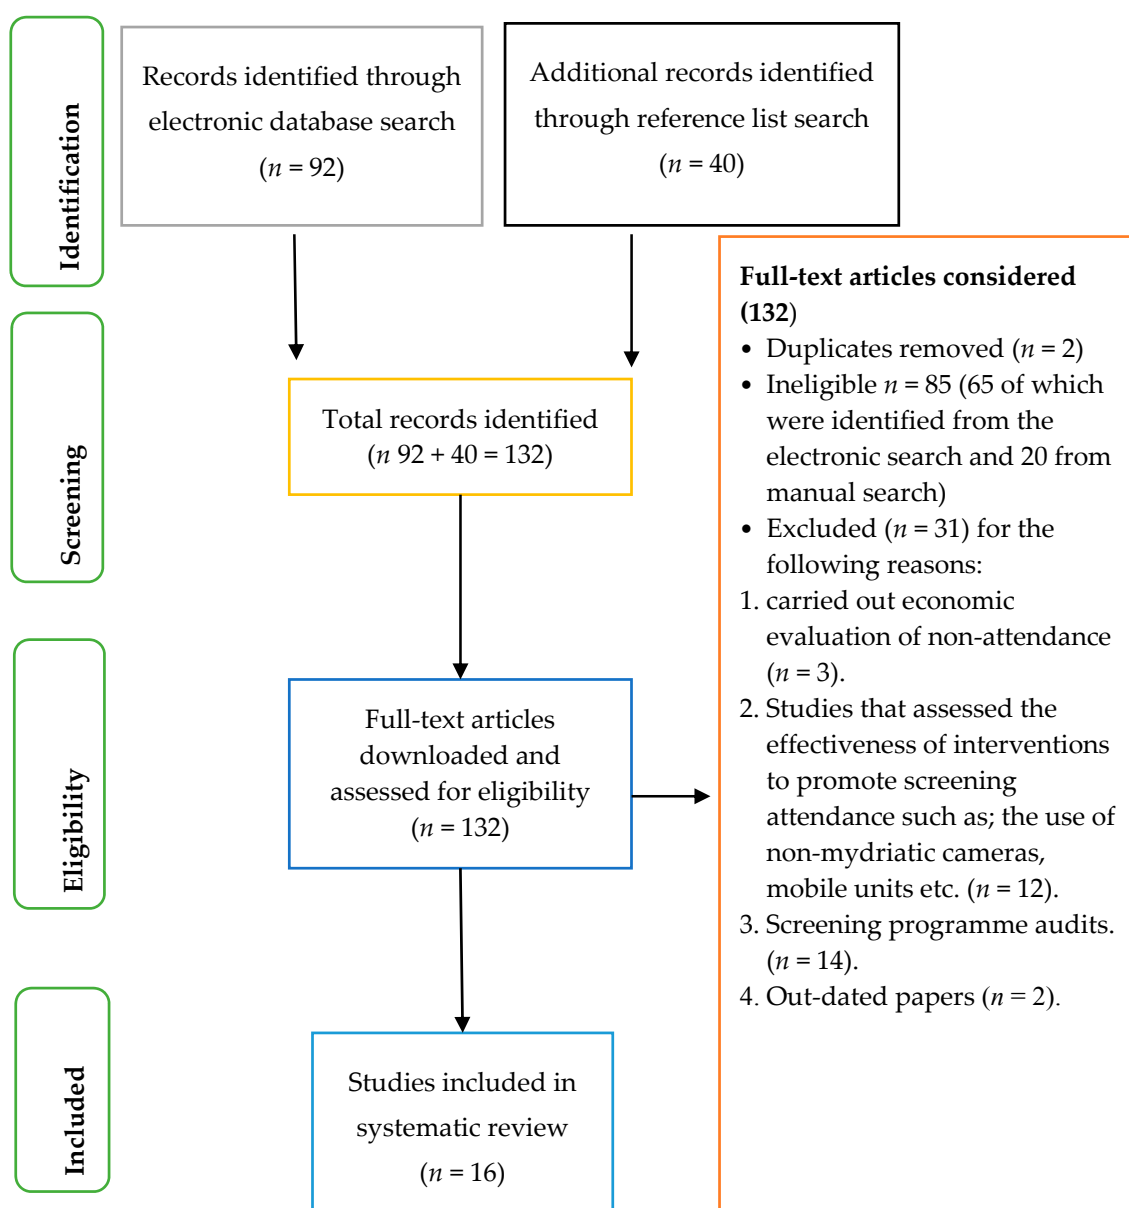 Identification
Records identified through
electronic database search
(n = 92)
Additional records identified
through reference list search
(n = 40)
Screening
Total records identified
(n 92 + 40 = 132)
Eligibility
Full-text articles
downloaded and
assessed for eligibility
(n = 132)
Full-text articles considered
(132)
• Duplicates removed (n = 2)
• Ineligible n = 85 (65 of which
were identified from the
electronic search and 20 from
manual search)
• Excluded (n = 31) for the
following reasons:
1. carried out economic
evaluation of non-attendance
(n = 3).
2. Studies that assessed the
effectiveness of interventions
to promote screening
attendance such as; the use of
non-mydriatic cameras,
mobile units etc. (n = 12).
3. Screening programme audits.
(n = 14).
4. Out-dated papers (n = 2).
Included
Studies included in
systematic review
(n = 16)